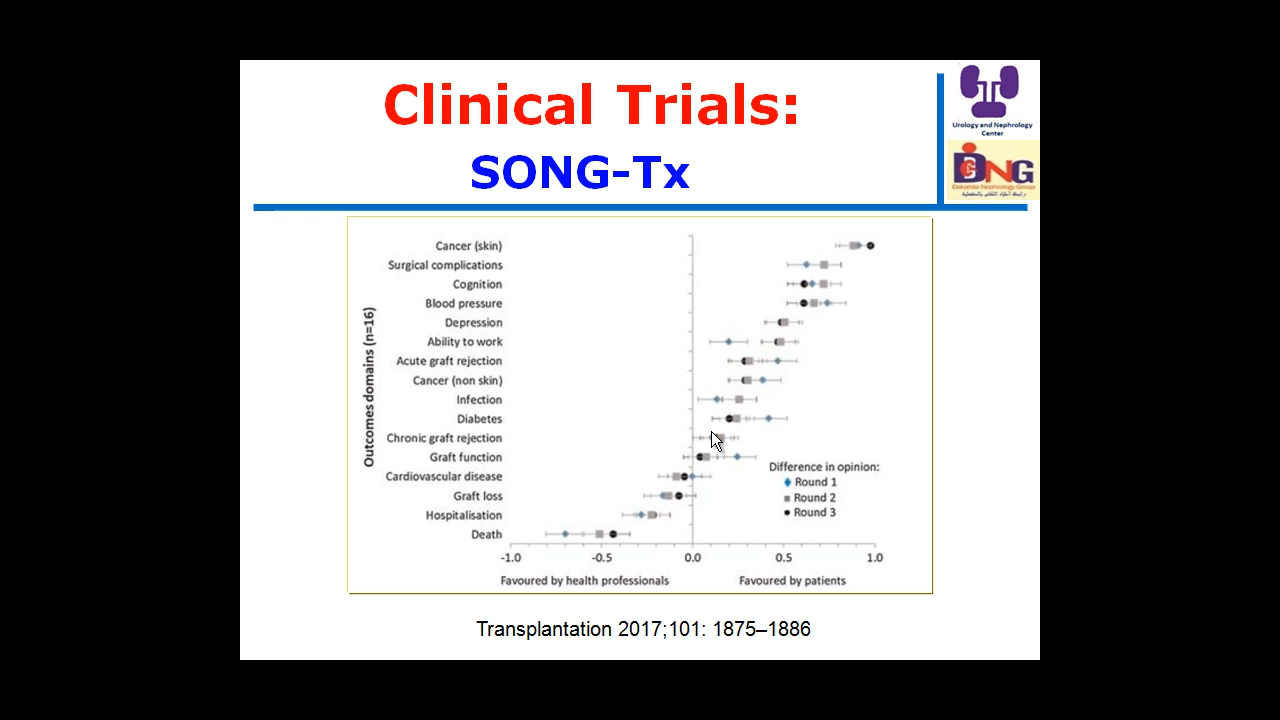 Clinical Trials:
SONG-Tx
Urology and Nephrology
Center
DNG
Dakahlia Nephrology Group
Outcomes domains (n=16)
Cancer (skin)
Surgical complications
Cognition
Blood pressure
Depression
Ability to work
Acute graft rejection
Cancer (non skin)
Infection
Diabetes
Chronic graft rejection
Graft function
Cardiovascular disease
Graft loss
Hospitalisation
Death
Difference in opinion:
Round 1
Round 2
Round 3
-1.0 -0.5 0.0 0.5 1.0
Favoured by health professionals Favoured by patients
Transplantation 2017;101: 1875–1886